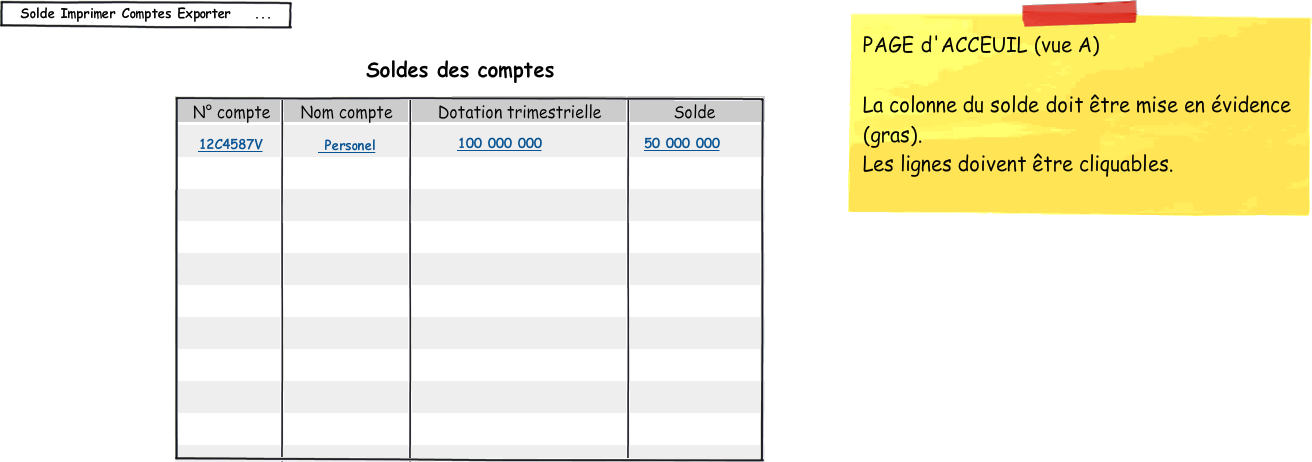 Solde Imprimer Comptes Exporter ...
Soldes des comptes
N° compte Nom compte Dotation trimestrielle Solde
12C4587V Personel 100 000 000 50 000 000
PAGE d'ACCEUIL (vue A)
La colonne du solde doit être mise en évidence
(gras).
Les lignes doivent être cliquables.